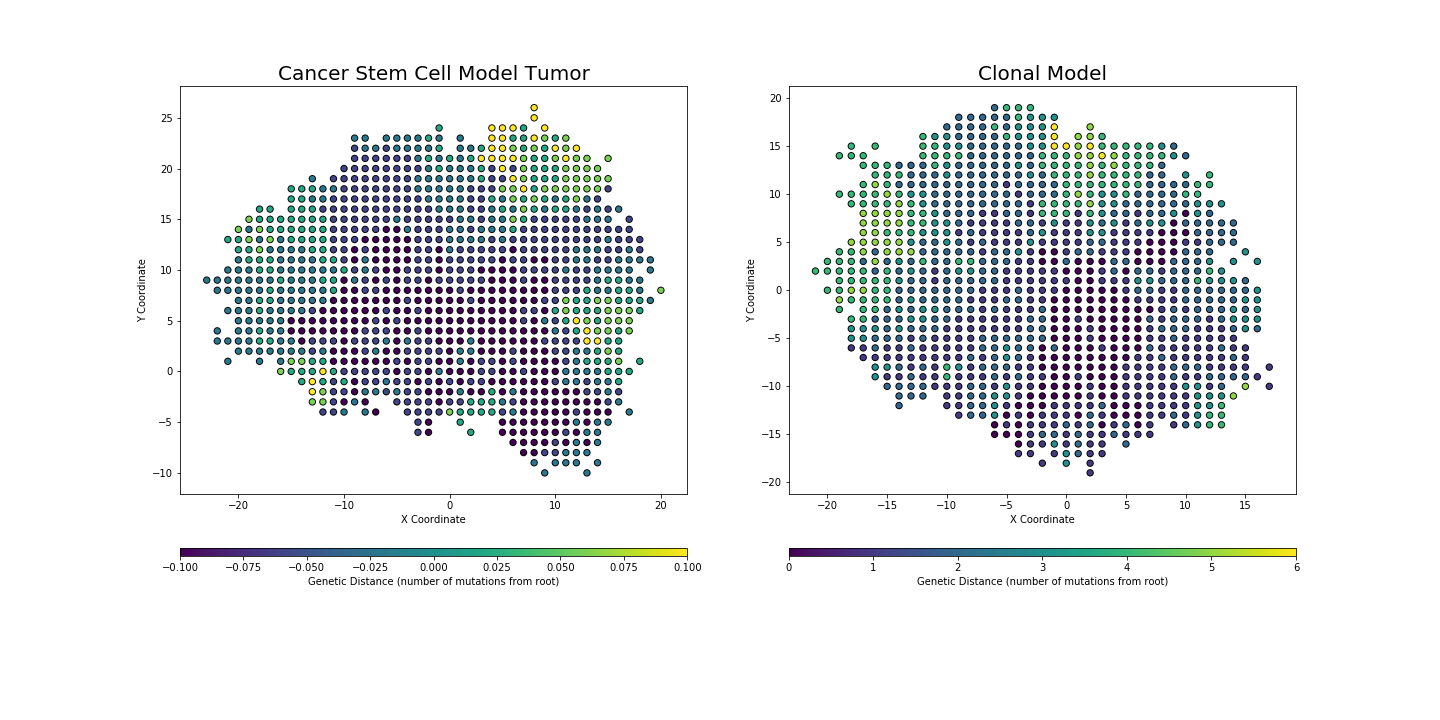 Cancer Stem Cell Model Tumor
25
20
15
10
5
0
−5
−10
Y Coordinate
−20 −10 0 10 20
X Coordinate
−0.100 −0.075 −0.050 −0.025 0.000 0.025 0.050 0.075 0.100
Genetic Distance (number of mutations from root)
Clonal Model
20
15
10
5
0
−5
−10
−15
−20
Y Coordinate
−20 −15 −10 −5 0 5 10 15
X Coordinate
0 1 2 3 4 5 6
Genetic Distance (number of mutations from root)